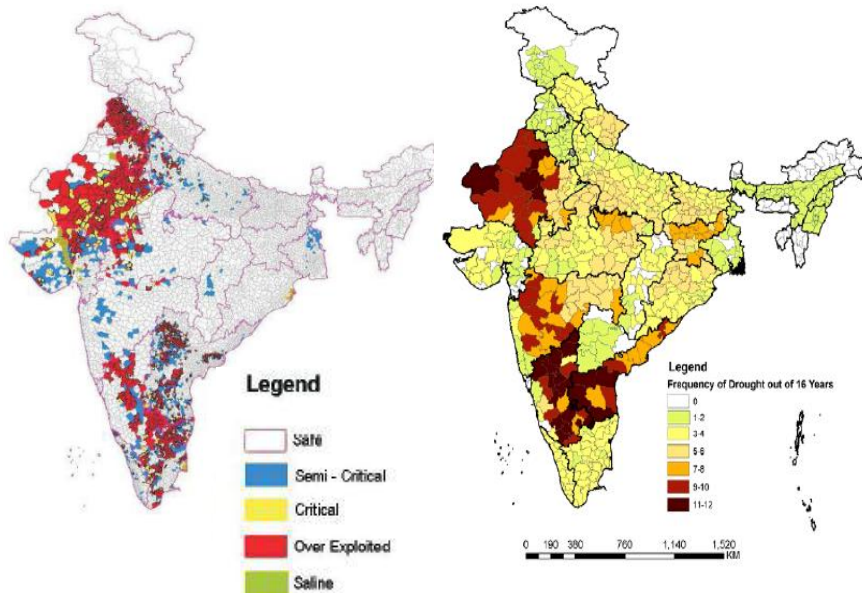 Legend
Safe
Semi - Critical
Critical
Over Exploited
Saline
Legend
Frequency of Drought out of 16 Years
0
1-2
3-4
5-6
7-8
9-10
11-12
0 190 380 760 1,140 1,520
KM